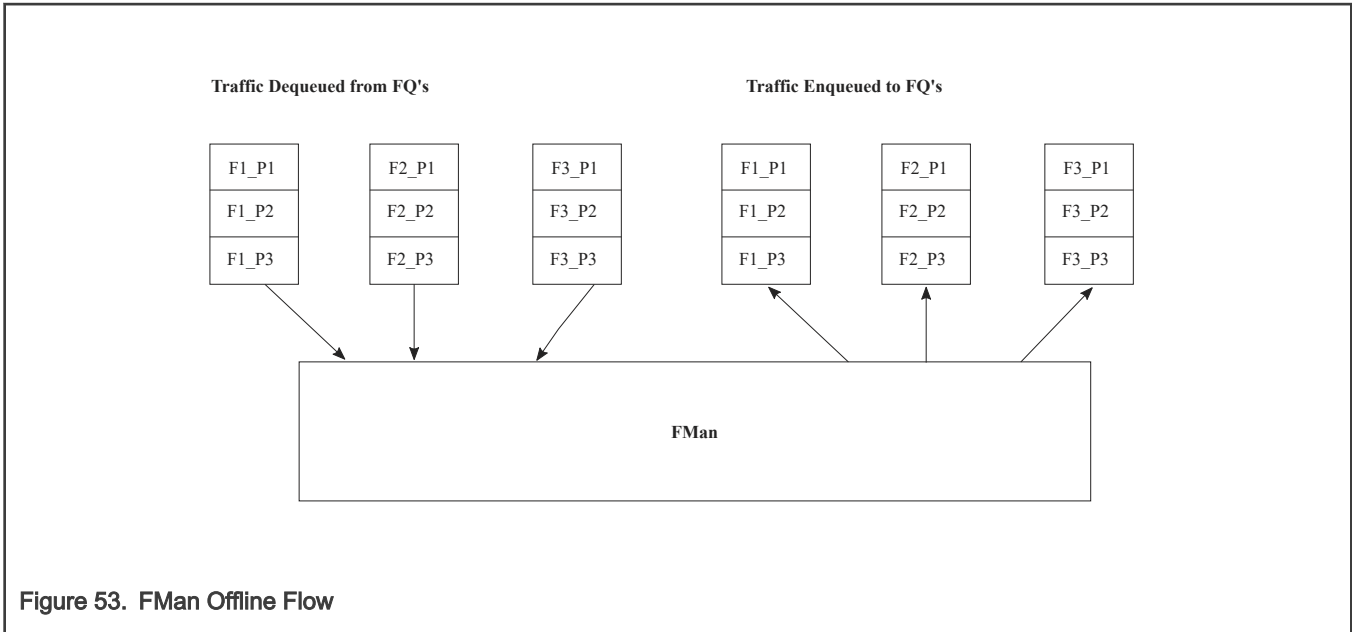 Traffic Dequeued from FQ's
Traffic Enqueued to FQ's
F1_P1
F1_P2
F1_P3
F2_P1
F2_P2
F2_P3
F3_P1
F3_P2
F3_P3
F1_P1
F1_P2
F1_P3
F2_P1
F2_P2
F2_P3
F3_P1
F3_P2
F3_P3
FMan
Figure 53. FMan Offline Flow